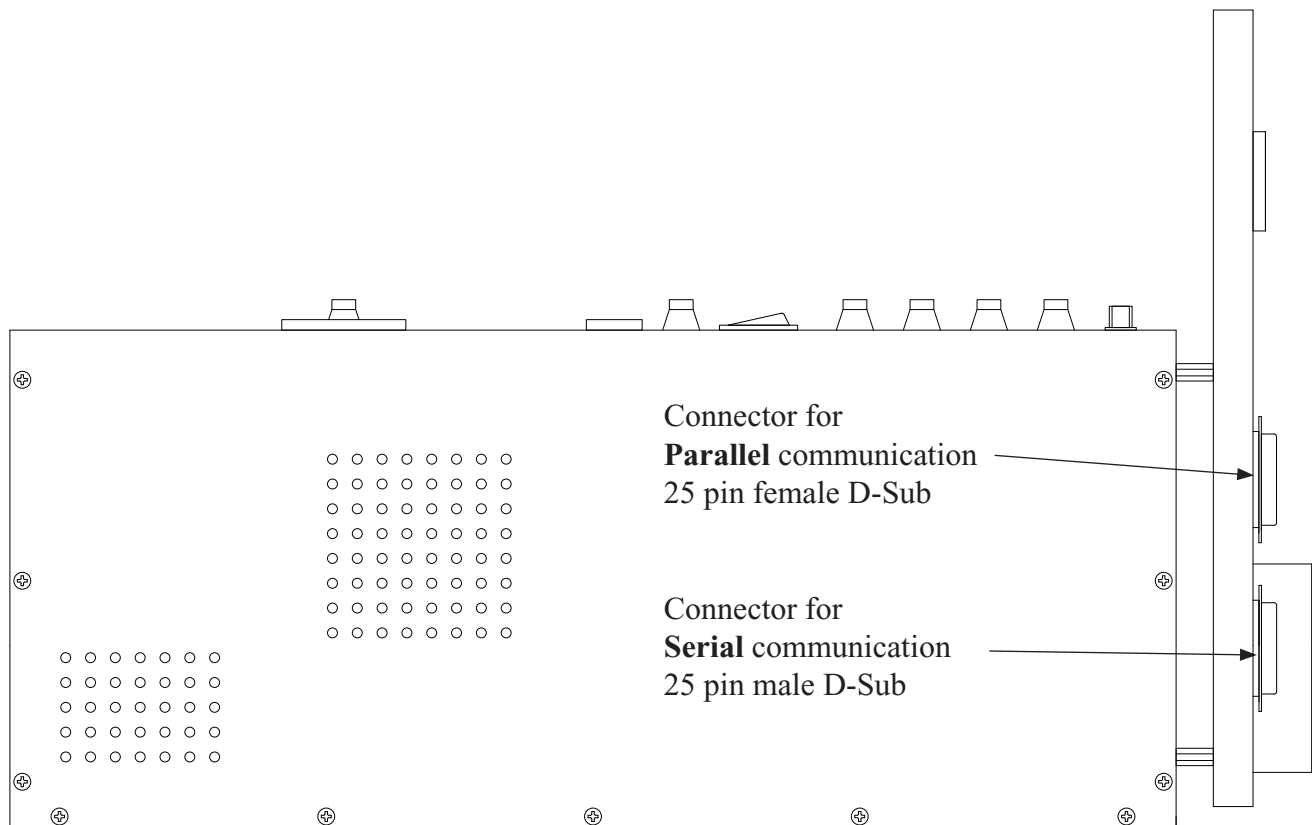 Connector for
Parallel communication
25 pin female D-Sub
Connector for
Serial communication
25 pin male D-Sub